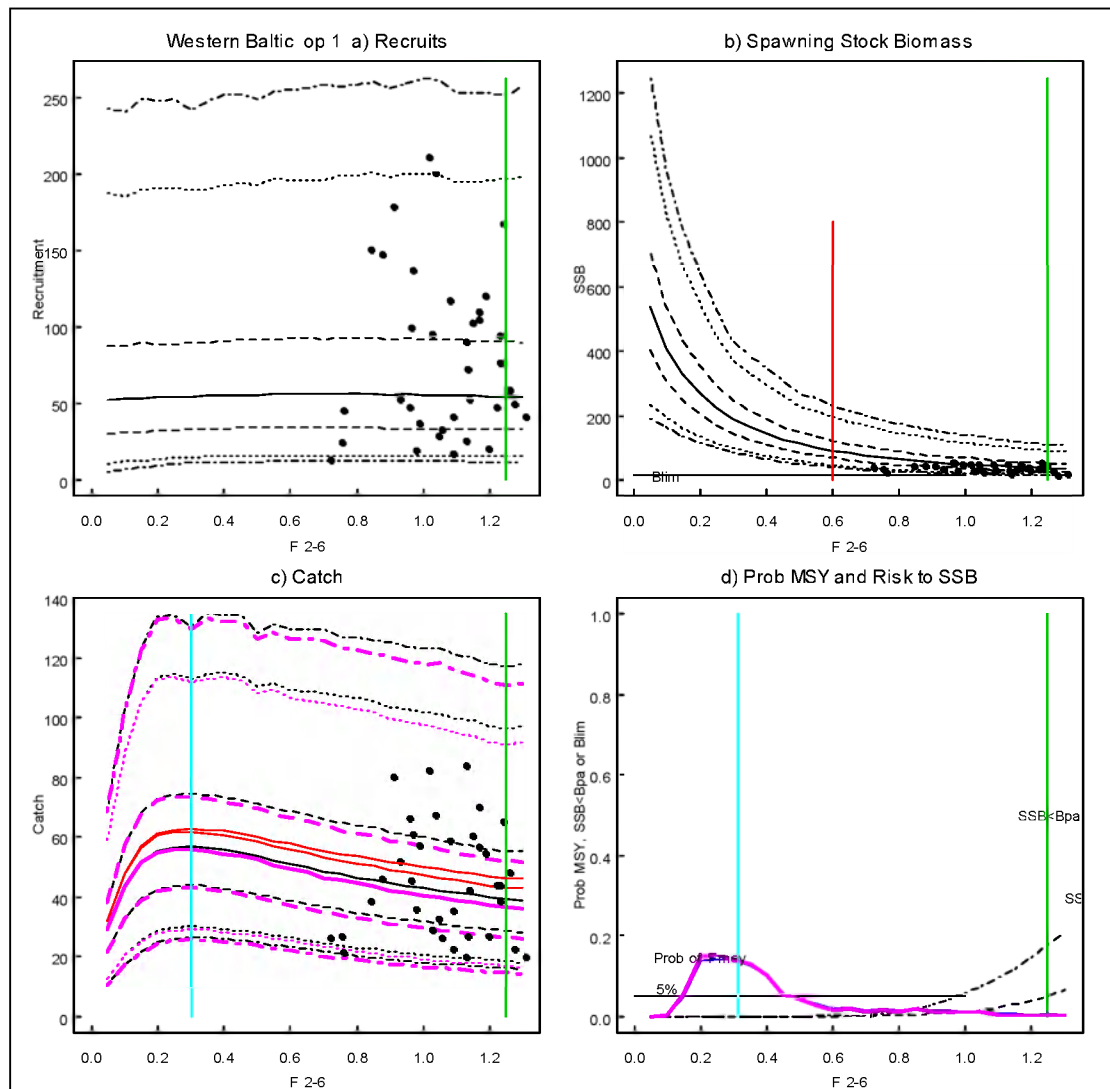 Western Baltic op 1 a) Recruits
250
200
150
100
50
0
Recruitment
0.0 0.2 0.4 0.6 0.8 1.0 1.2
F 2-6
b) Spawning Stock Biomass
1200
1000
800
600
400
200
0
SSB
Blim
0.0 0.2 0.4 0.6 0.8 1.0 1.2
F 2-6
c) Catch
140
120
100
80
60
40
20
0
Catch
0.0 0.2 0.4 0.6 0.8 1.0 1.2
F 2-6
d) Prob MSY and Risk to SSB
1.0
0.8
0.6
0.4
0.2
0.0
Prob MSY, SSB<Bpa or Blim
SSB<Bpa
SS
Prob of Fmsy
5%
0.0 0.2 0.4 0.6 0.8 1.0 1.2
F 2-6